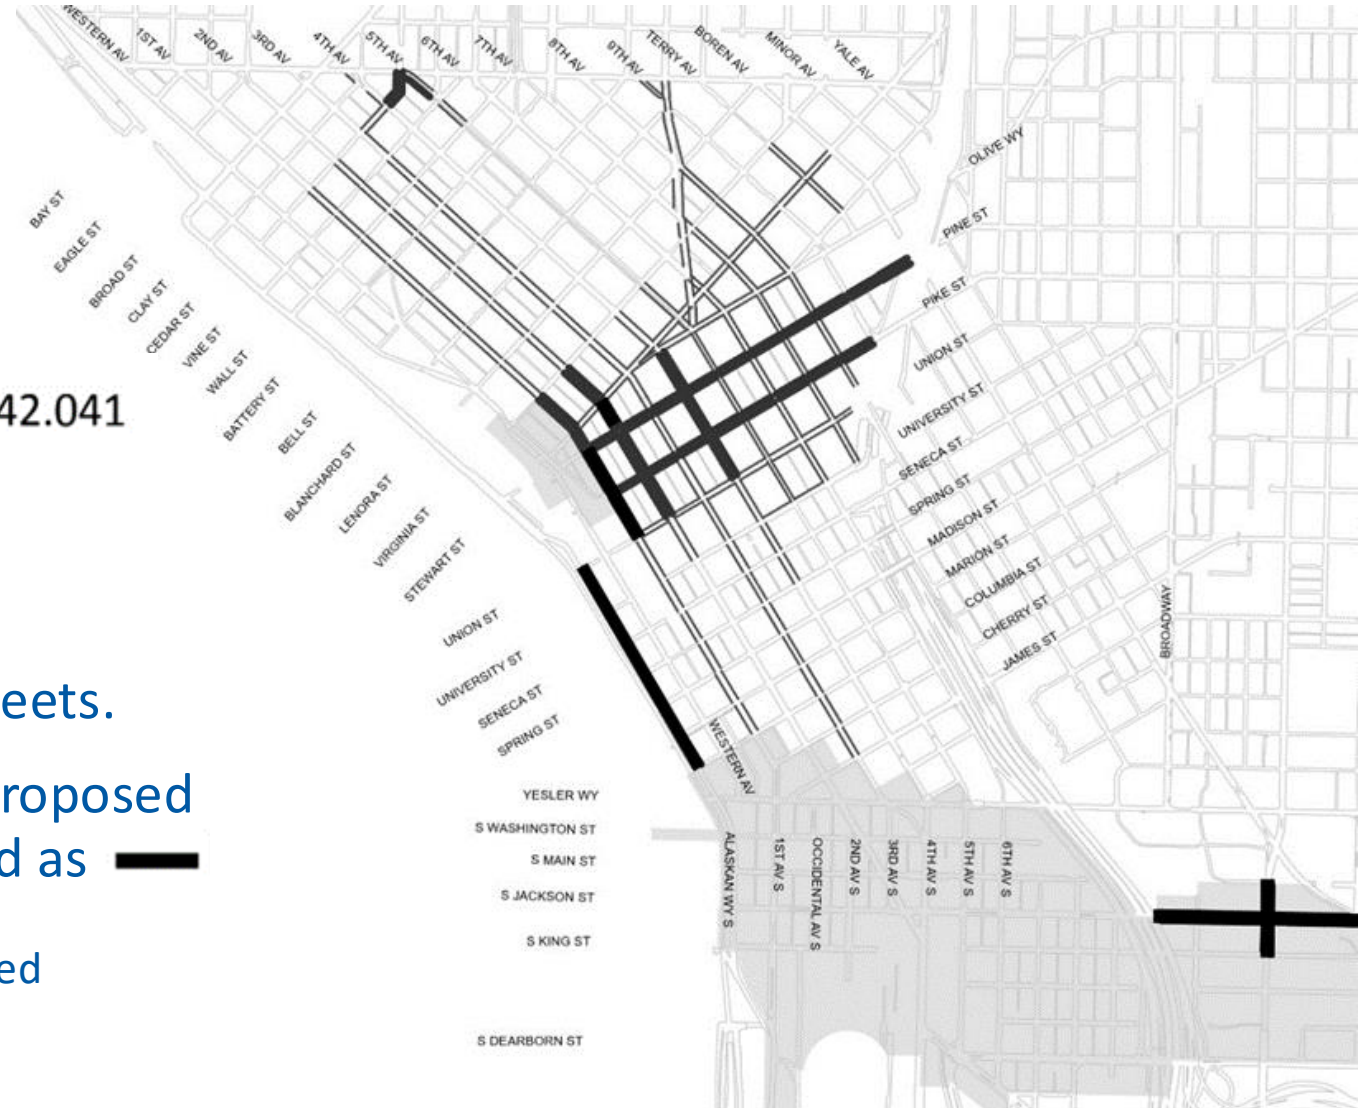 WESTERN AV
1ST AV
2ND AV
3RD AV
4TH AV
5TH AV
6TH AV
7TH AV
8TH AV
9TH AV
TERRY AV
BOREN AV
MINOR AV
YALE AV
OLIVE WY
PINE ST
PIKE ST
UNION ST
UNIVERSITY ST
SENECA ST
SPRING ST
MADISON ST
MARION ST
COLUMBIA ST
CHERRY ST
JAMES ST
BROADWAY
BAY ST
EAGLE ST
BROAD ST
CLAY ST
CEDAR ST
VINE ST
WALL ST
BATTERY ST
BELL ST
BLANCHARD ST
LENORA ST
VIRGINIA ST
STEWART ST
UNION ST
UNIVERSITY ST
SENECA ST
SPRING ST
42.041
eets.
roposed
d as
ed
WESTERN AV
YESLER WY
S WASHINGTON ST
S MAIN ST
S JACKSON ST
S KING ST
S DEARBORN ST
ALASKAN WY S
1ST AV S
OCCIDENTAL AV S
2ND AV S
3RD AV S
4TH AV S
5TH AV S
6TH AV S